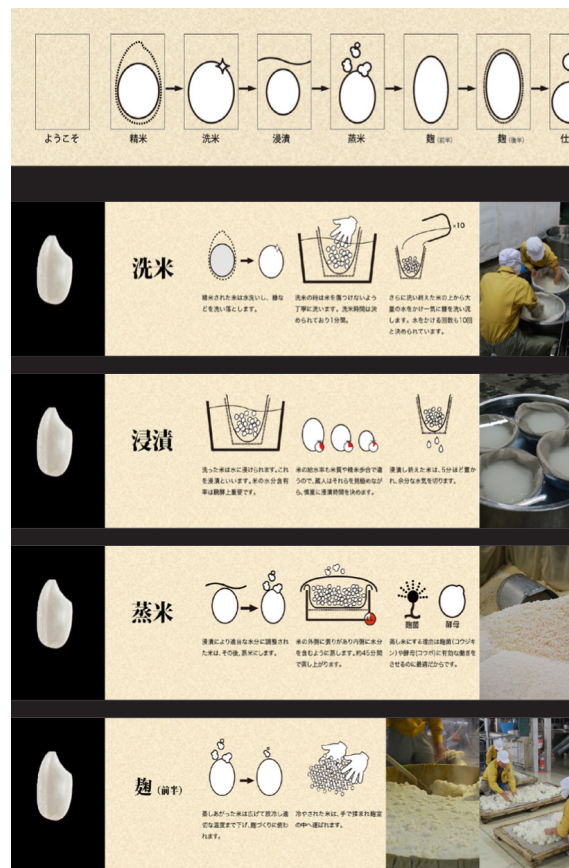 ようこそ
精米
洗米
浸漬
蒸米
麹(前半)
麹(後半)
仕
洗米
×10
精米された米は水洗いし、糠な
どを洗い落とします。
洗米の時は米を傷つけないよう
丁寧に洗います。洗米時間は決
められており1分間。
さらに洗い終えた米の上から大
量の水をかけ一気に糠を洗い流
します。水をかける回数も10回
と決められています。
浸漬
洗った米は水に浸けられます。これ
を浸漬といいます。米の水分含有
率は醗酵上重要です。
米の給水率も米質や精米歩合で違
うので、蔵人はそれらを見極めなが
ら、慎重に浸漬時間を決めます。
浸漬し終えた米は、5分ほど置か
れ、余分な水気を切ります。
蒸米
麹菌
酵母
浸漬により適当な水分に調整され
た米は、その後、蒸米にします。
米の外側に張りがあり内側に水分
を含むように蒸します。約45分間
で蒸し上がります。
蒸し米にする理由は麹菌(コウジキ
ン)や酵母(コウボ)に有効な働きを
させるのに最適だからです。
麹(前半)
蒸しあがった米は広げて放冷し適
切な温度まで下げ、麹づくりに使わ
れます。
冷やされた米は、手で揉まれ麹室
の中へ運ばれます。